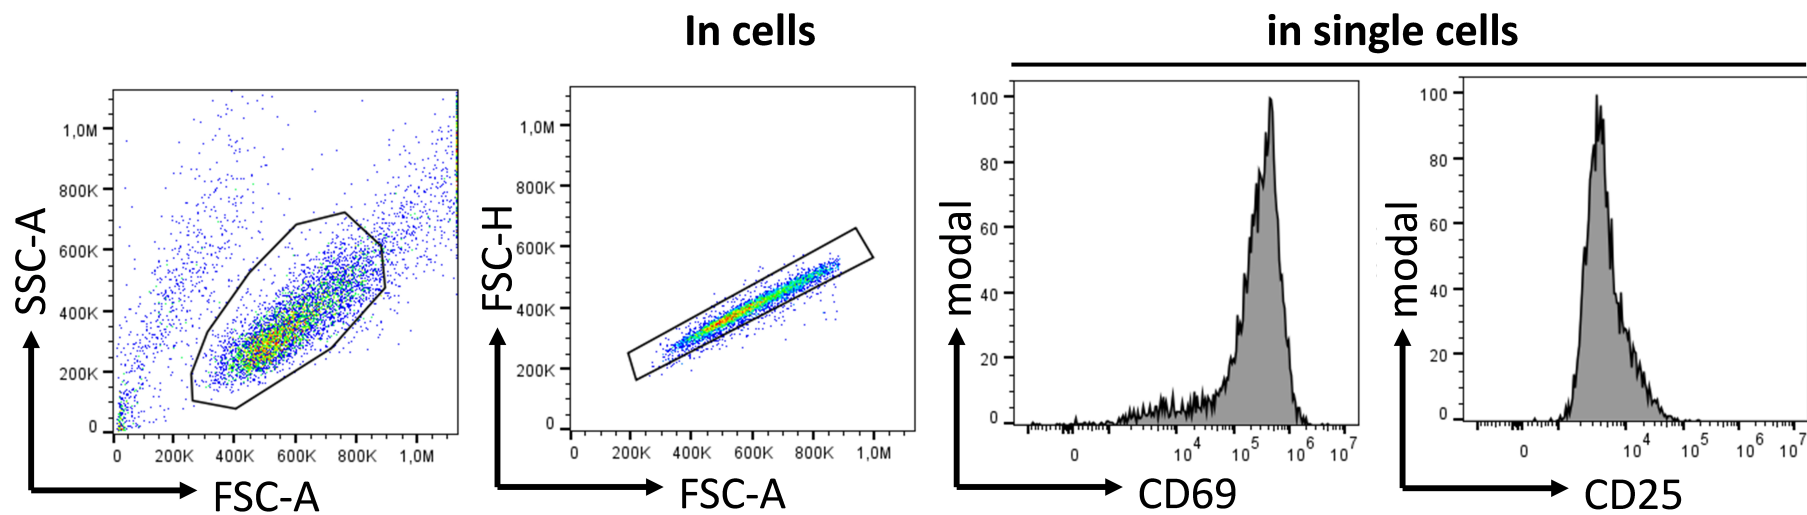 In cells
in single cells
SSC-A
1,0M
800K
600K
400K
200K
0
0 200K 400K 600K 800K 1,0M
FSC-A
FSC-H
1,0M
800K
600K
400K
200K
0
0 200K 400K 600K 800K 1,0M
FSC-A
modal
100
80
60
40
20
0
0 10^4 10^5 10^6 10^7
CD69
modal
100
80
60
40
20
0
0 10^4 10^5 10^6 10^7
CD25